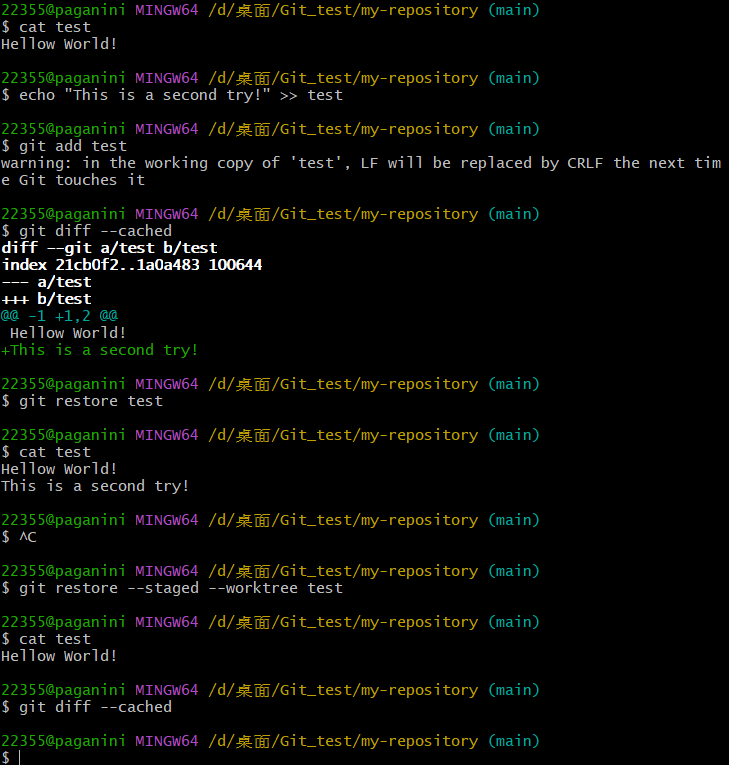 22355@paganini MINGW64 /d/桌面/Git_test/my-repository (main)
$ cat test
Hellow World!
22355@paganini MINGW64 /d/桌面/Git_test/my-repository (main)
$ echo "This is a second try!" >> test
22355@paganini MINGW64 /d/桌面/Git_test/my-repository (main)
$ git add test
warning: in the working copy of 'test', LF will be replaced by CRLF the next tim
e Git touches it
22355@paganini MINGW64 /d/桌面/Git_test/my-repository (main)
$ git diff --cached
diff --git a/test b/test
index 21cb0f2..1a0a483 100644
--- a/test
+++ b/test
@@ -1 +1,2 @@
 Hellow World!
+This is a second try!
22355@paganini MINGW64 /d/桌面/Git_test/my-repository (main)
$ git restore test
22355@paganini MINGW64 /d/桌面/Git_test/my-repository (main)
$ cat test
Hellow World!
This is a second try!
22355@paganini MINGW64 /d/桌面/Git_test/my-repository (main)
$ ^C
22355@paganini MINGW64 /d/桌面/Git_test/my-repository (main)
$ git restore --staged --worktree test
22355@paganini MINGW64 /d/桌面/Git_test/my-repository (main)
$ cat test
Hellow World!
22355@paganini MINGW64 /d/桌面/Git_test/my-repository (main)
$ git diff --cached
22355@paganini MINGW64 /d/桌面/Git_test/my-repository (main)
$